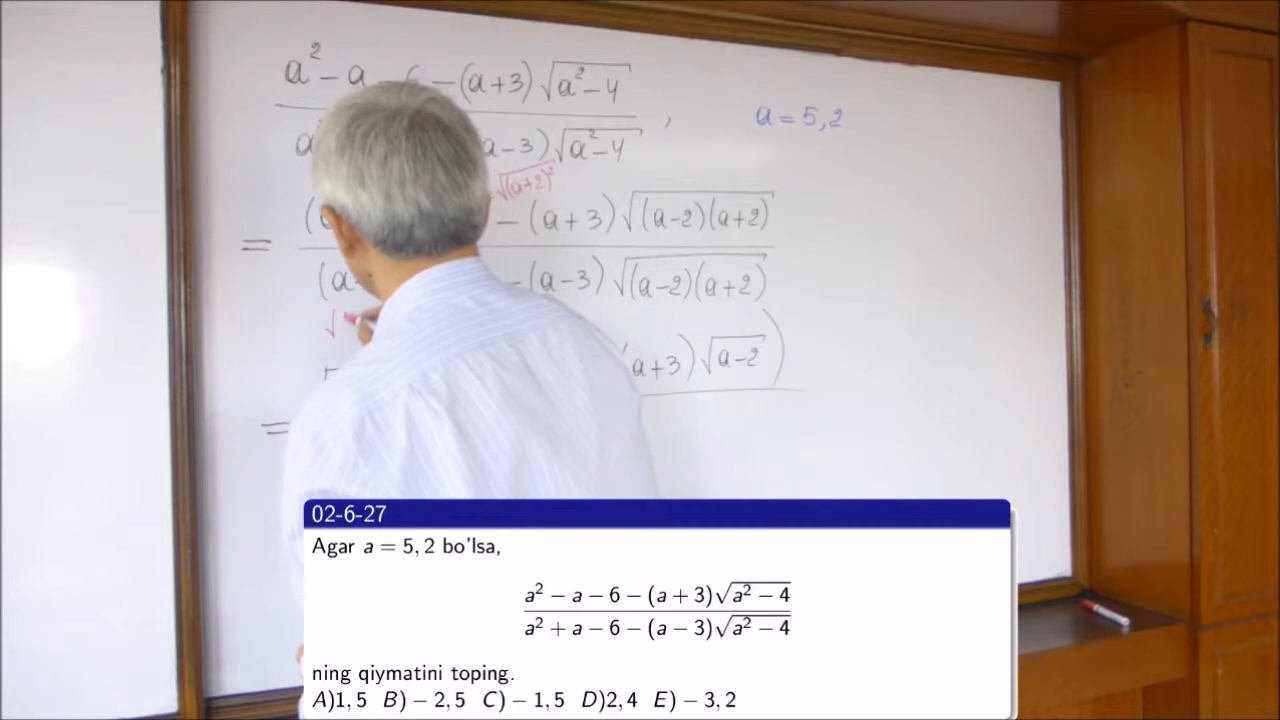 a² - a - 6 - (a+3)√(a²-4)
a (a-3)√(a²-4) , a = 5,2
=√(a+2)²
= - (a+3)√((a-2)(a+2))
(a - (a-3)√((a-2)(a+2))
√
(a+3)√(a-2))
=
02-6-27
Agar a = 5, 2 bo'lsa,
a² − a − 6 − (a + 3)√(a² − 4)
a² + a − 6 − (a − 3)√(a² − 4)
ning qiymatini toping.
A)1, 5 B) − 2, 5 C) − 1, 5 D)2, 4 E) − 3, 2